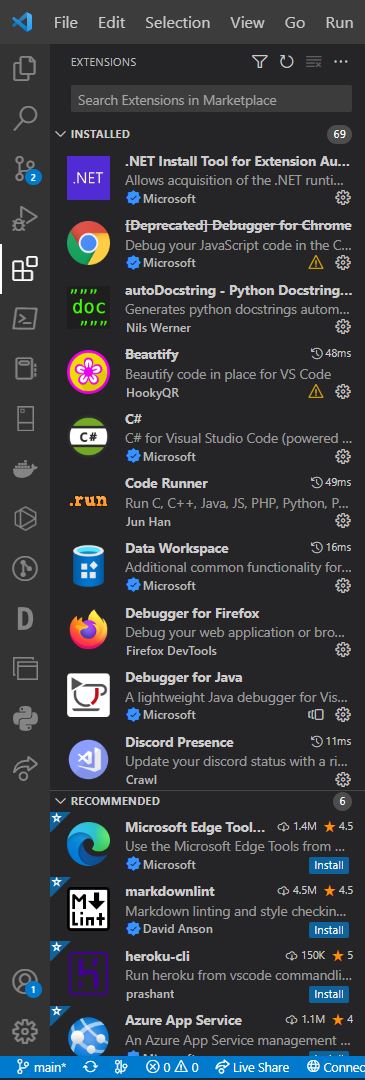 File Edit Selection View Go Run
EXTENSIONS
Search Extensions in Marketplace
INSTALLED 69
.NET
.NET Install Tool for Extension Au...
Allows acquisition of the .NET runti...
Microsoft
[Deprecated] Debugger for Chrome
Debug your JavaScript code in the C...
Microsoft
"""
doc
"""
autoDocstring - Python Docstring...
Generates python docstrings autom...
Nils Werner
Beautify 48ms
Beautify code in place for VS Code
HookyQR
C#
C#
C# for Visual Studio Code (powered ...
Microsoft
.run
Code Runner 49ms
Run C, C++, Java, JS, PHP, Python, P...
Jun Han
Data Workspace 16ms
Additional common functionality for...
Microsoft
Debugger for Firefox
Debug your web application or bro...
Firefox DevTools
Debugger for Java
A lightweight Java debugger for Vis...
Microsoft
Discord Presence 11ms
Update your discord status with a ri...
Crawl
RECOMMENDED 6
Microsoft Edge Tool... 1.4M 4.5
Use the Microsoft Edge Tools from ...
Microsoft Install
M
Lint
markdownlint 4.5M 4.5
Markdown linting and style checkin...
David Anson Install
heroku-cli 150K 5
Run heroku from vscode commandli...
prashant Install
Azure App Service 1.1M 4
An Azure App Service management ...
2
D
1
main* 0 0 Live Share Connec